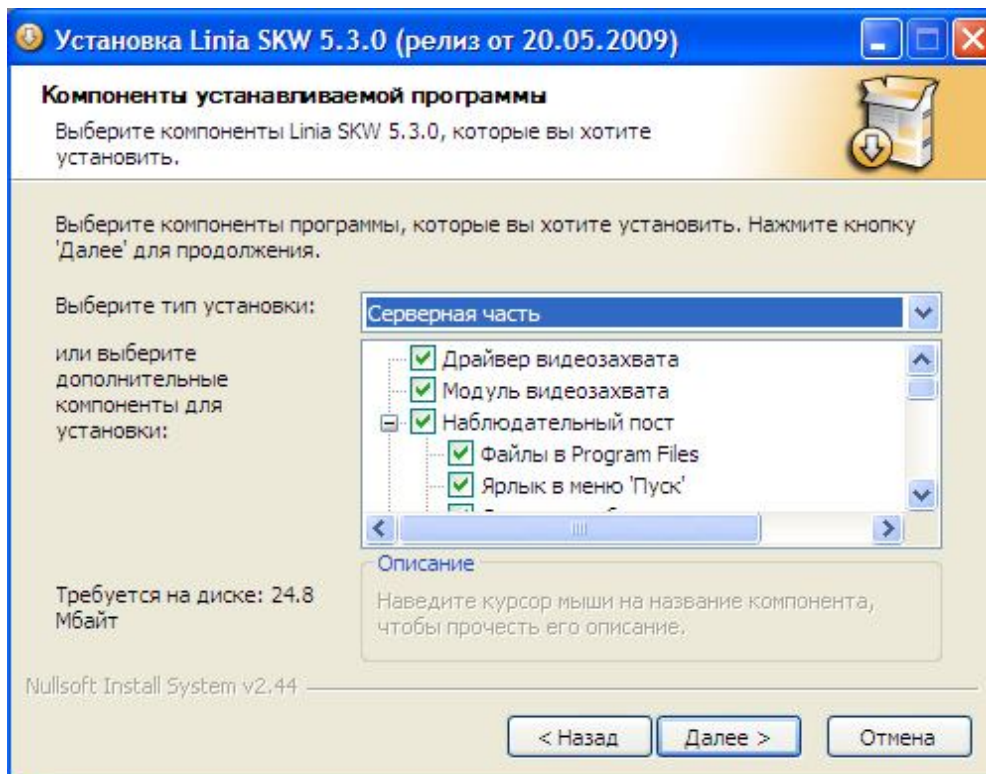 Установка Linia SKW 5.3.0 (релиз от 20.05.2009)
Компоненты устанавливаемой программы
Выберите компоненты Linia SKW 5.3.0, которые вы хотите
установить.
Выберите компоненты программы, которые вы хотите установить. Нажмите кнопку
'Далее' для продолжения.
Выберите тип установки:
Серверная часть
или выберите
дополнительные
компоненты для
установки:
Драйвер видеозахвата
Модуль видеозахвата
Наблюдательный пост
Файлы в Program Files
Ярлык в меню 'Пуск'
Требуется на диске: 24.8
Мбайт
Описание
Наведите курсор мыши на название компонента,
чтобы прочесть его описание.
Nullsoft Install System v2.44
< Назад
Далее >
Отмена